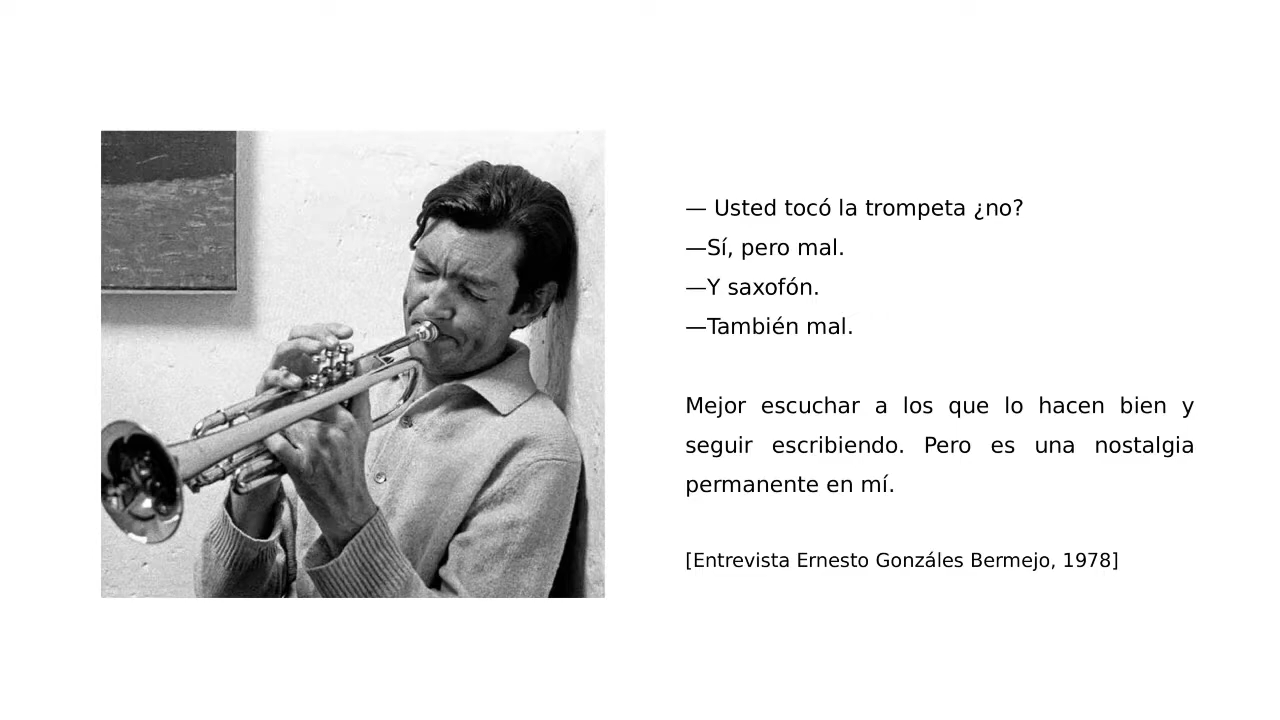 — Usted tocó la trompeta ¿no?
—Sí, pero mal.
—Y saxofón.
—También mal.
Mejor escuchar a los que lo hacen bien y
seguir escribiendo. Pero es una nostalgia
permanente en mí.
[Entrevista Ernesto Gonzáles Bermejo, 1978]